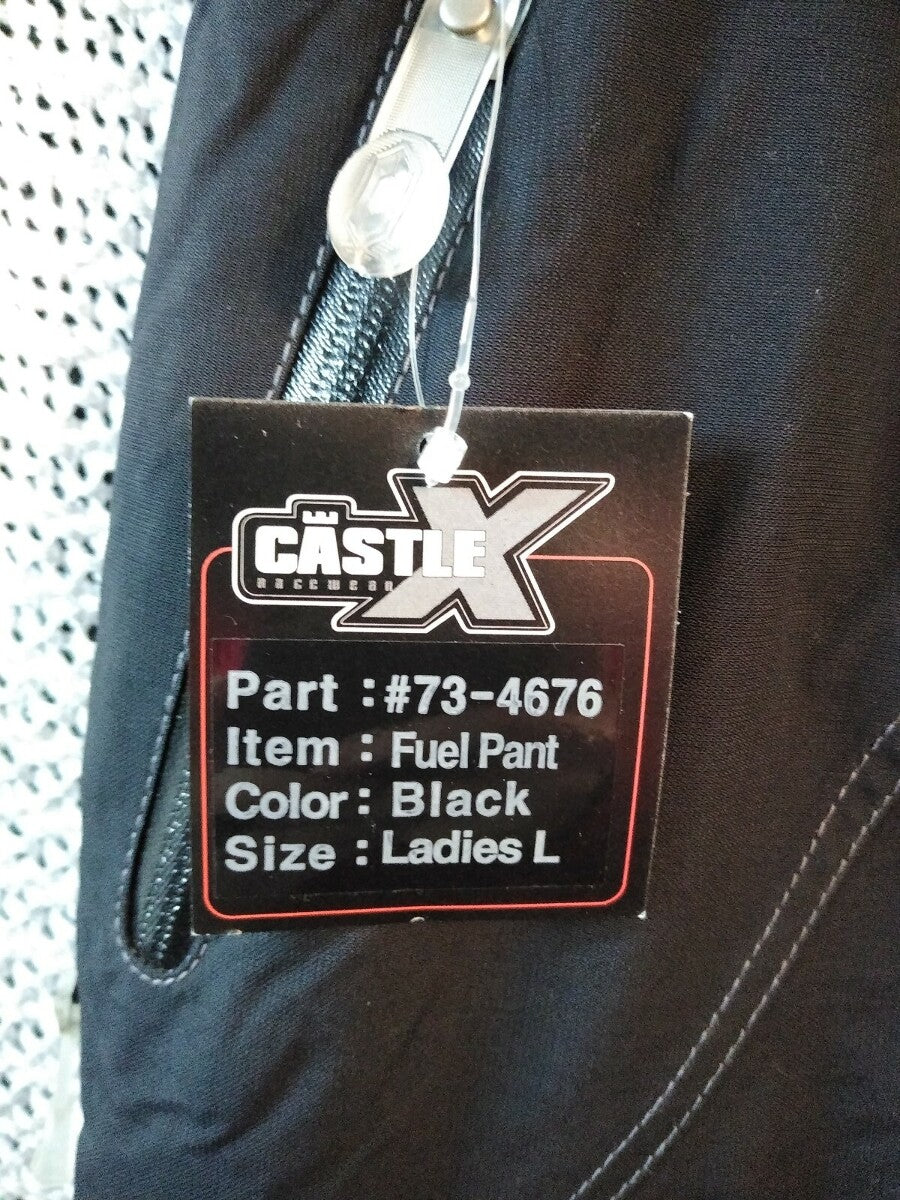 CASTLE X
RACEWEAR
Part : #73-4676
Item : Fuel Pant
Color : Black
Size : Ladies L